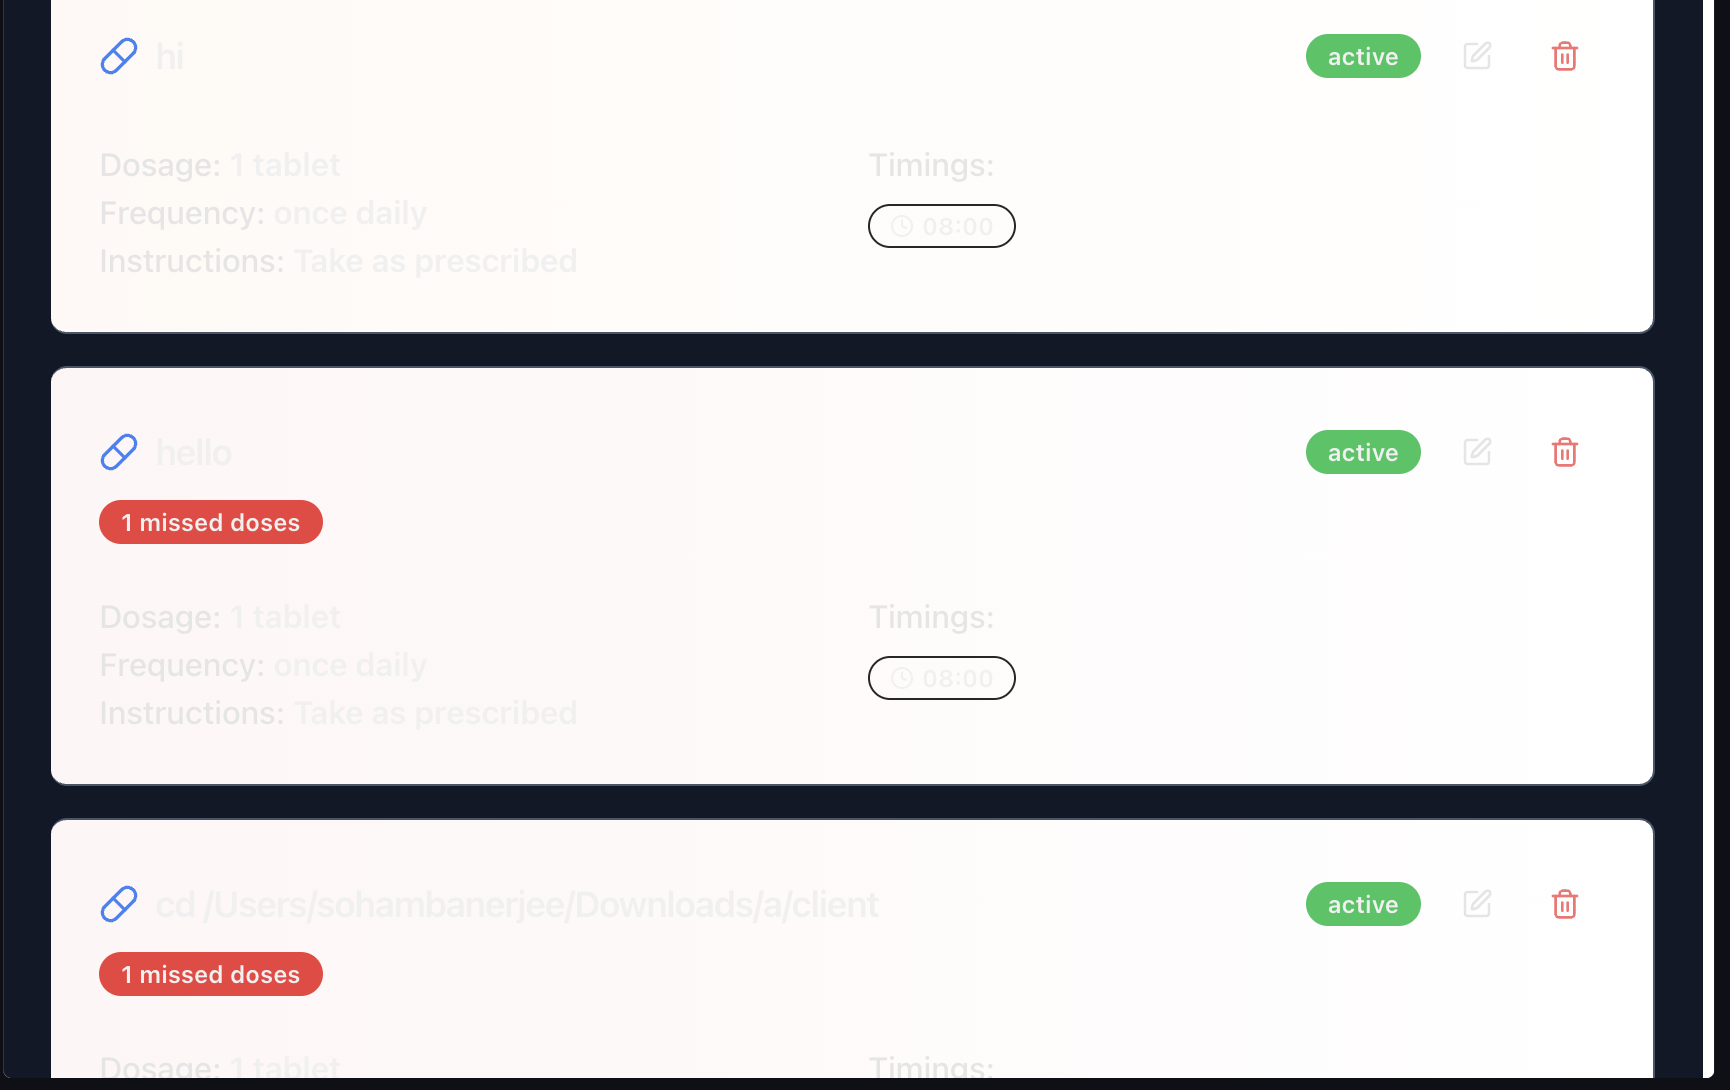 hi
active
Dosage: 1 tablet
Frequency: once daily
Instructions: Take as prescribed
Timings:
08:00
hello
active
1 missed doses
Dosage: 1 tablet
Frequency: once daily
Instructions: Take as prescribed
Timings:
08:00
cd /Users/sohambanerjee/Downloads/a/client
active
1 missed doses
Dosage: 1 tablet
Timings: